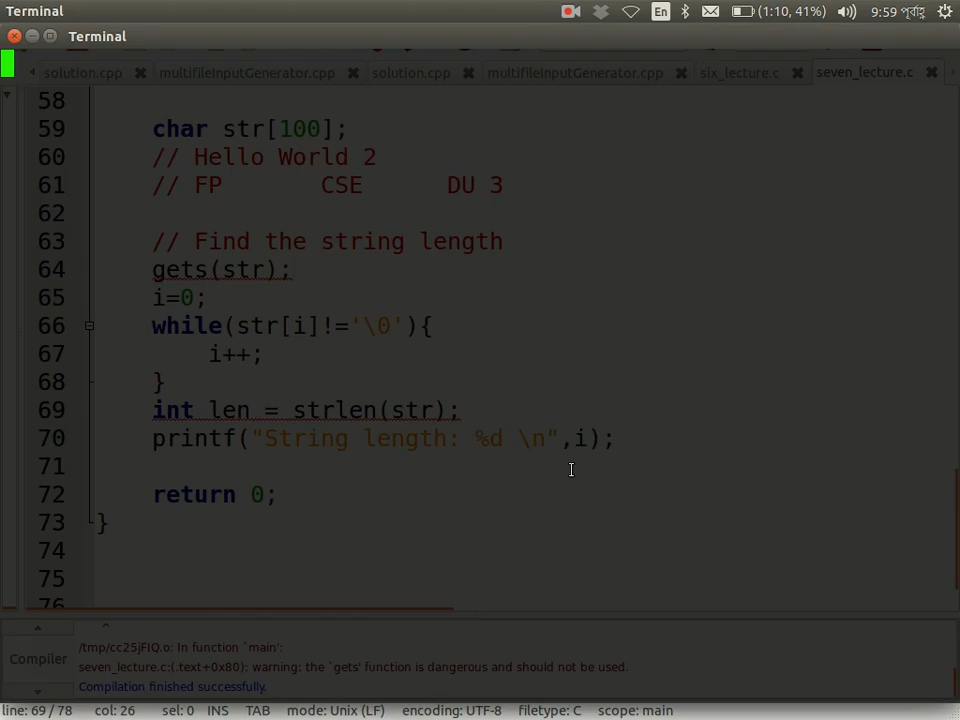 Terminal
En
(1:10, 41%)
9:59 পূর্বাহ্ণ
Terminal
solution.cpp
multifileInputGenerator.cpp
solution.cpp
multifileInputGenerator.cpp
six_lecture.c
seven_lecture.c
58
59 char str[100];
60 // Hello World 2
61 // FP CSE DU 3
62
63 // Find the string length
64 gets(str);
65 i=0;
66 while(str[i]!='\0'){
67 i++;
68 }
69 int len = strlen(str);
70 printf("String length: %d \n",i);
71
72 return 0;
73 }
74
75
76
Compiler
/tmp/cc25jFIQ.o: In function `main':
seven_lecture.c:(.text+0x80): warning: the `gets' function is dangerous and should not be used.
Compilation finished successfully.
line: 69 / 78 col: 26 sel: 0 INS TAB mode: Unix (LF) encoding: UTF-8 filetype: C scope: main